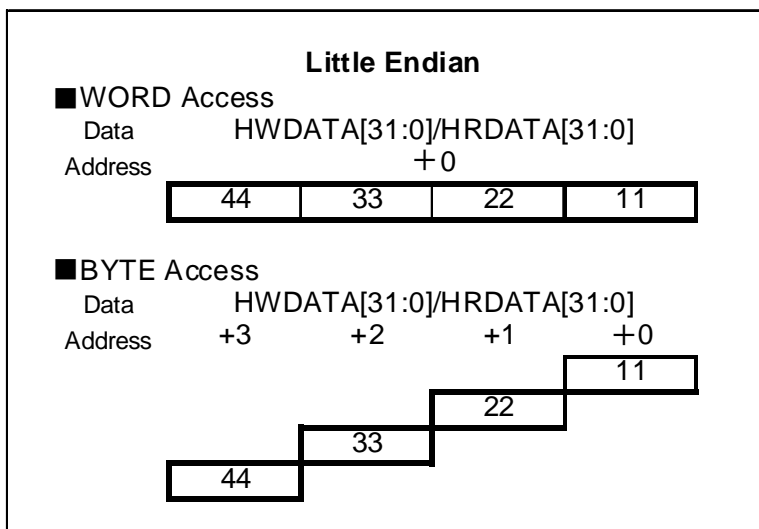 Little Endian
■WORD Access
Data HWDATA[31:0]/HRDATA[31:0]
Address +0
44 33 22 11
■BYTE Access
Data HWDATA[31:0]/HRDATA[31:0]
Address +3 +2 +1 +0
11
22
33
44